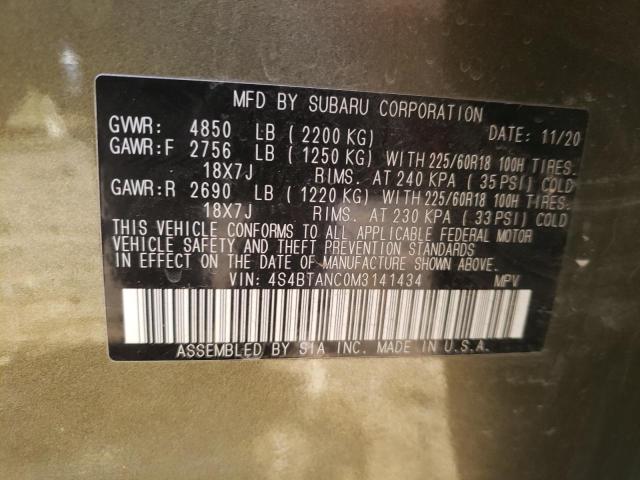 MFD BY SUBARU CORPORATION
GVWR: 4850 LB ( 2200 KG) DATE: 11/20
GAWR:F 2756 LB ( 1250 KG) WITH 225/60R18 100H TIRES.
18X7J RIMS. AT 240 KPA ( 35 PSI) COLD
GAWR:R 2690 LB ( 1220 KG) WITH 225/60R18 100H TIRES.
18X7J RIMS. AT 230 KPA ( 33 PSI) COLD
THIS VEHICLE CONFORMS TO ALL APPLICABLE FEDERAL MOTOR
VEHICLE SAFETY AND THEFT PREVENTION STANDARDS
IN EFFECT ON THE DATE OF MANUFACTURE SHOWN ABOVE.
VIN: 4S4BTANC0M3141434 MPV
ASSEMBLED BY SIA INC. MADE IN U.S.A.